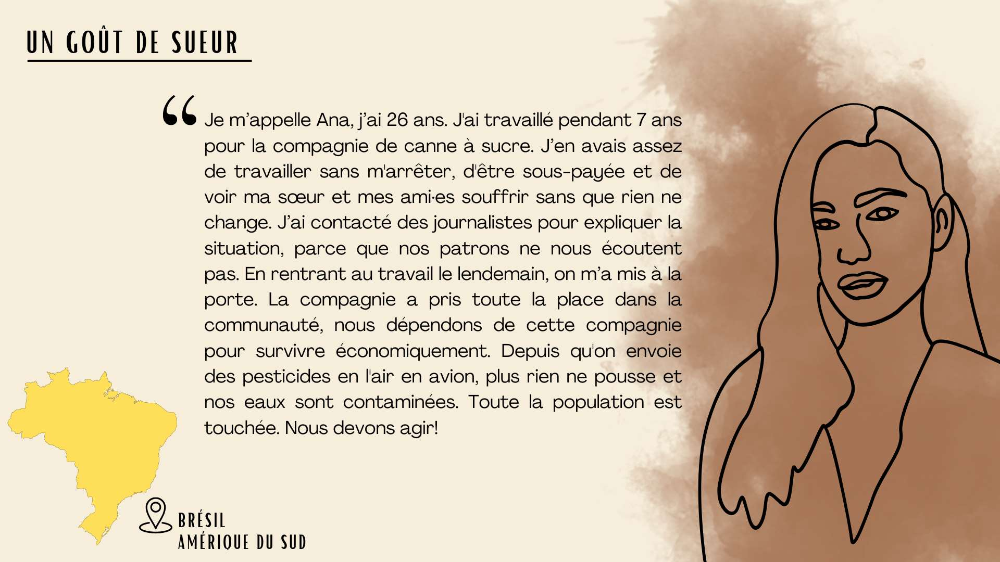 UN GOÛT DE SUEUR
“ Je m’appelle Ana, j’ai 26 ans. J'ai travaillé pendant 7 ans
pour la compagnie de canne à sucre. J’en avais assez
de travailler sans m'arrêter, d'être sous-payée et de
voir ma sœur et mes ami·es souffrir sans que rien ne
change. J’ai contacté des journalistes pour expliquer la
situation, parce que nos patrons ne nous écoutent
pas. En rentrant au travail le lendemain, on m’a mis à la
porte. La compagnie a pris toute la place dans la
communauté, nous dépendons de cette compagnie
pour survivre économiquement. Depuis qu'on envoie
des pesticides en l'air en avion, plus rien ne pousse et
nos eaux sont contaminées. Toute la population est
touchée. Nous devons agir!
BRÉSIL
AMÉRIQUE DU SUD